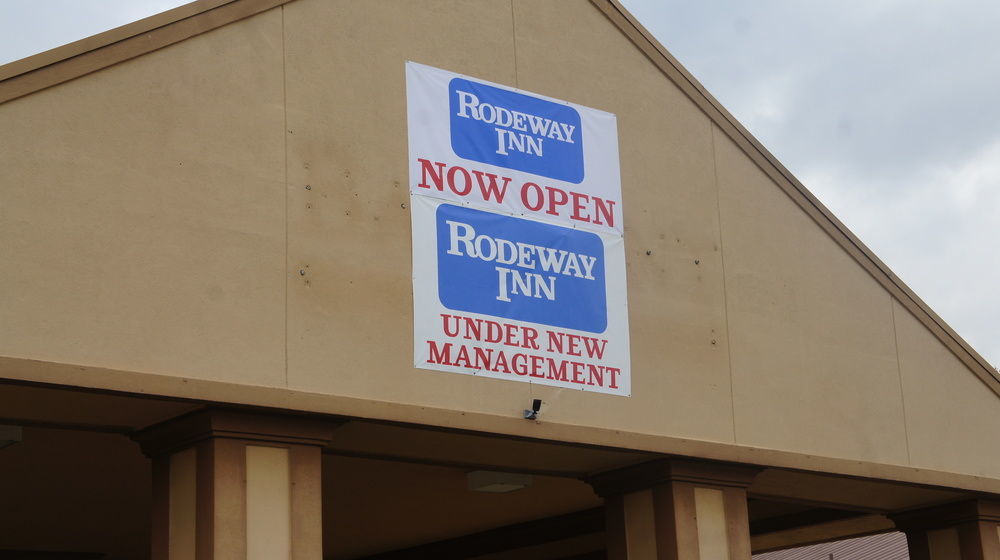 RODEWAY
INN
NOW OPEN
RODEWAY
INN
UNDER NEW
MANAGEMENT